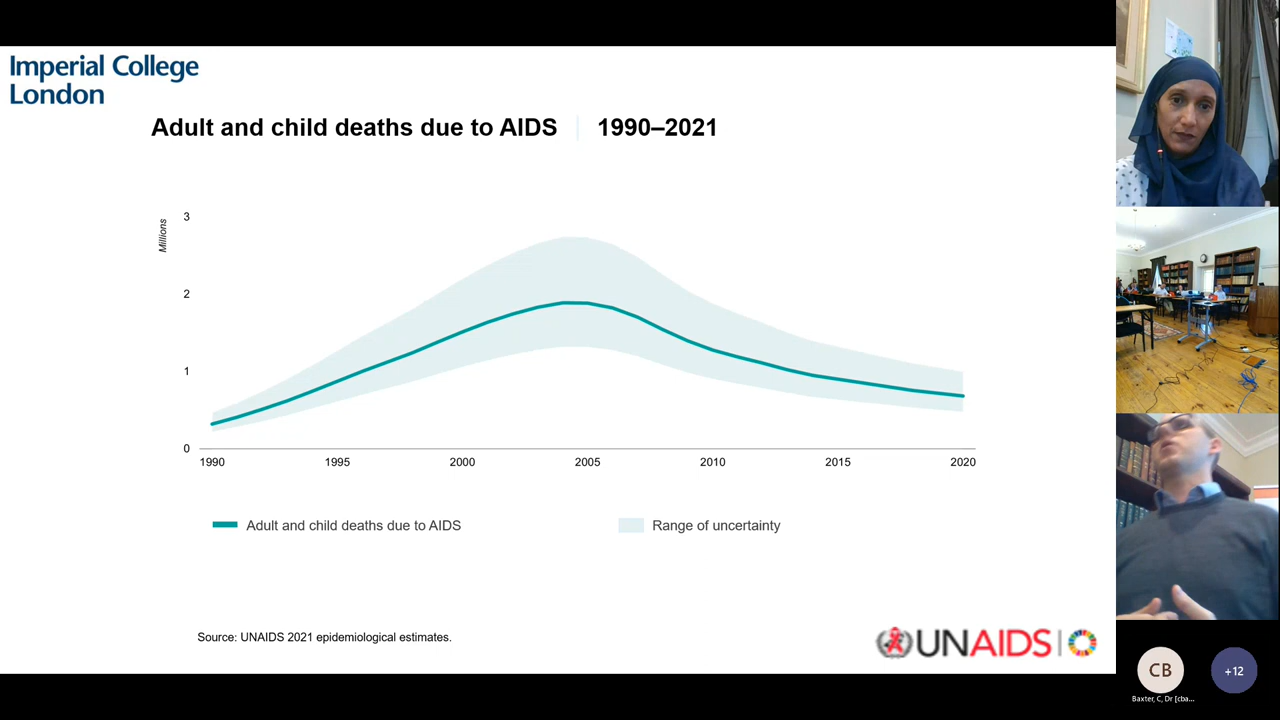 Imperial College
London
Adult and child deaths due to AIDS 1990–2021
Millions
3
2
1
0
1990 1995 2000 2005 2010 2015 2020
Adult and child deaths due to AIDS Range of uncertainty
Source: UNAIDS 2021 epidemiological estimates.
UNAIDS
CB +12
Baxter, C, Dr [cba...